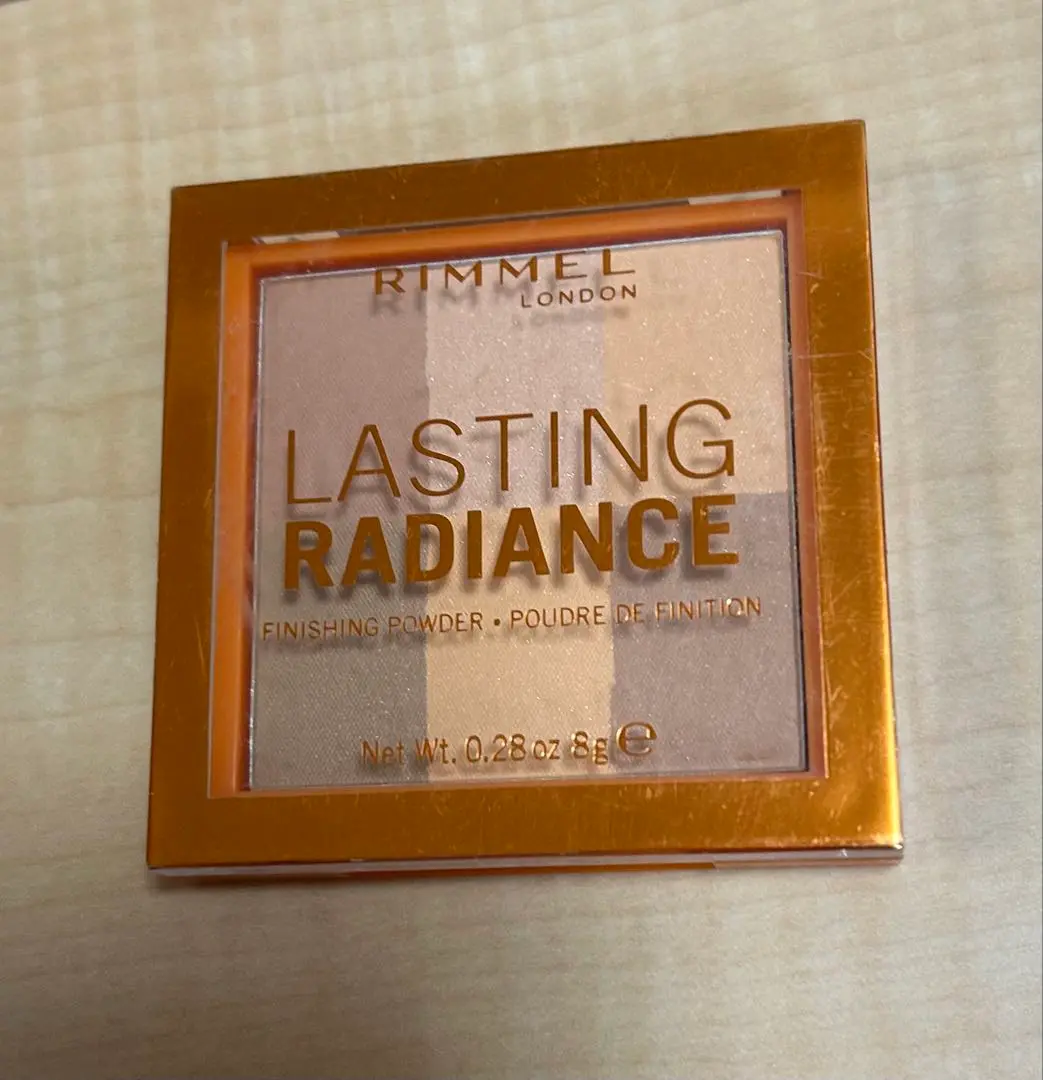 RIMMEL
LONDON
LASTING
RADIANCE
FINISHING POWDER • POUDRE DE FINITION
Net Wt. 0.28 oz 8g ℮